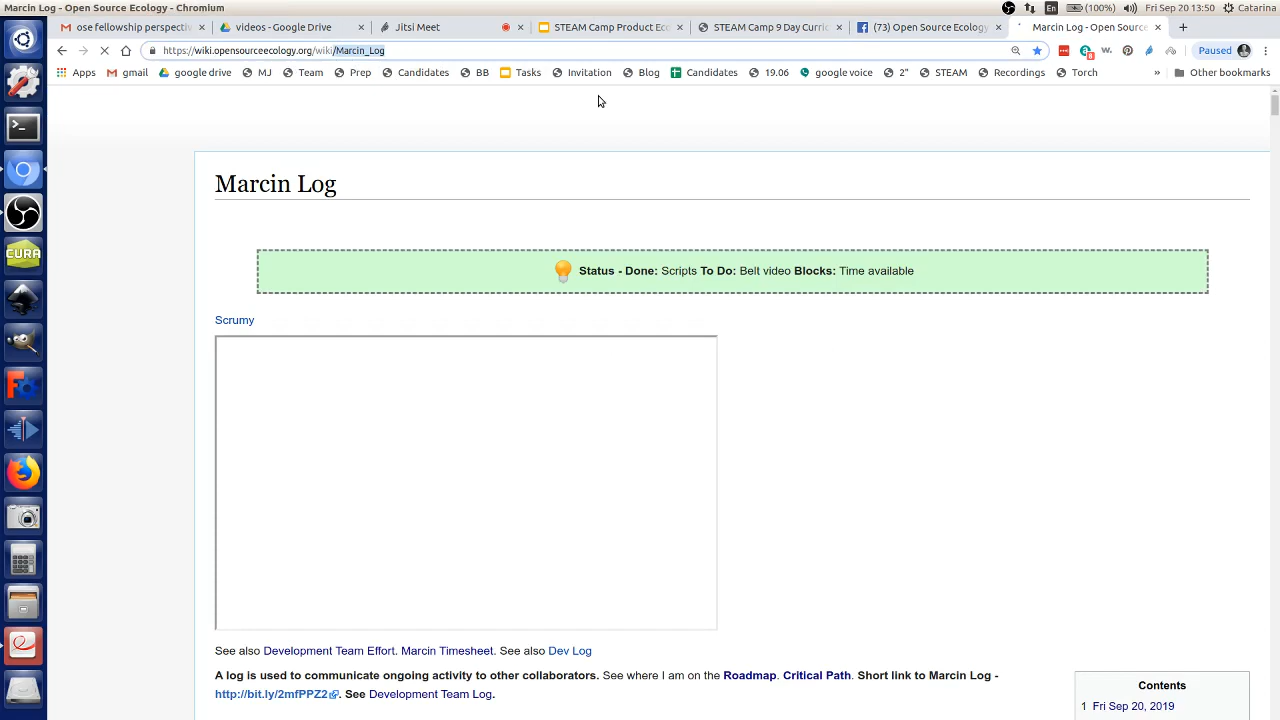 Marcin Log - Open Source Ecology - Chromium
En
(100%)
Fri Sep 20 13:50
Catarina
ose fellowship perspectiv
videos - Google Drive
Jitsi Meet
STEAM Camp Product Eco
STEAM Camp 9 Day Curric
(73) Open Source Ecology
Marcin Log - Open Source
https://wiki.opensourceecology.org/wiki/Marcin_Log
W.
Paused
Apps
gmail
google drive
MJ
Team
Prep
Candidates
BB
Tasks
Invitation
Blog
Candidate
19.06
google voice
2"
STEAM
Recordings
Torch
»
Other bookmarks
CURA
Marcin Log
Status - Done: Scripts To Do: Belt video Blocks: Time available
Scrumy
See also Development Team Effort. Marcin Timesheet. See also Dev Log
A log is used to communicate ongoing activity to other collaborators. See where I am on the Roadmap. Critical Path. Short link to Marcin Log -
http://bit.ly/2mfPPZ2. See Development Team Log.
Contents
1 Fri Sep 20, 2019